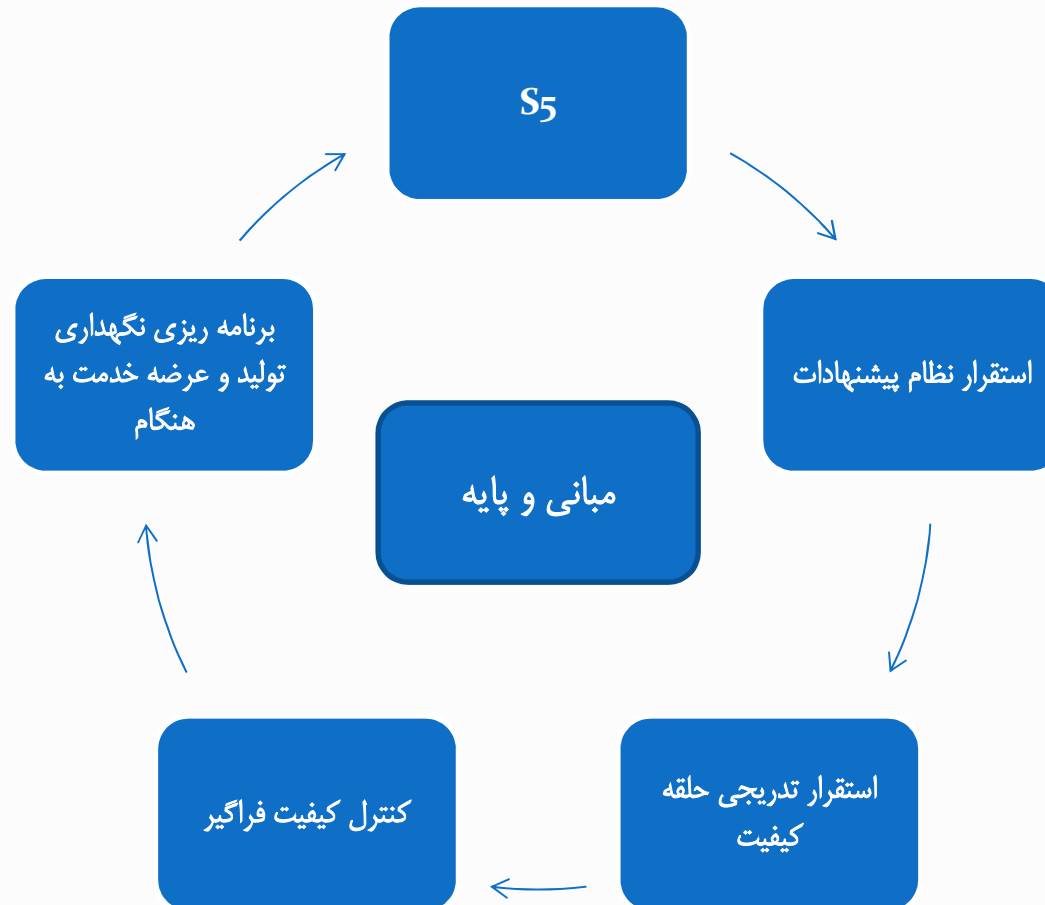 S5
استقرار نظام پیشنهادات
استقرار تدریجی حلقه
کیفیت
کنترل کیفیت فراگیر
برنامه ریزی نگهداری
تولید و عرضه خدمت به
هنگام
مبانی و پایه